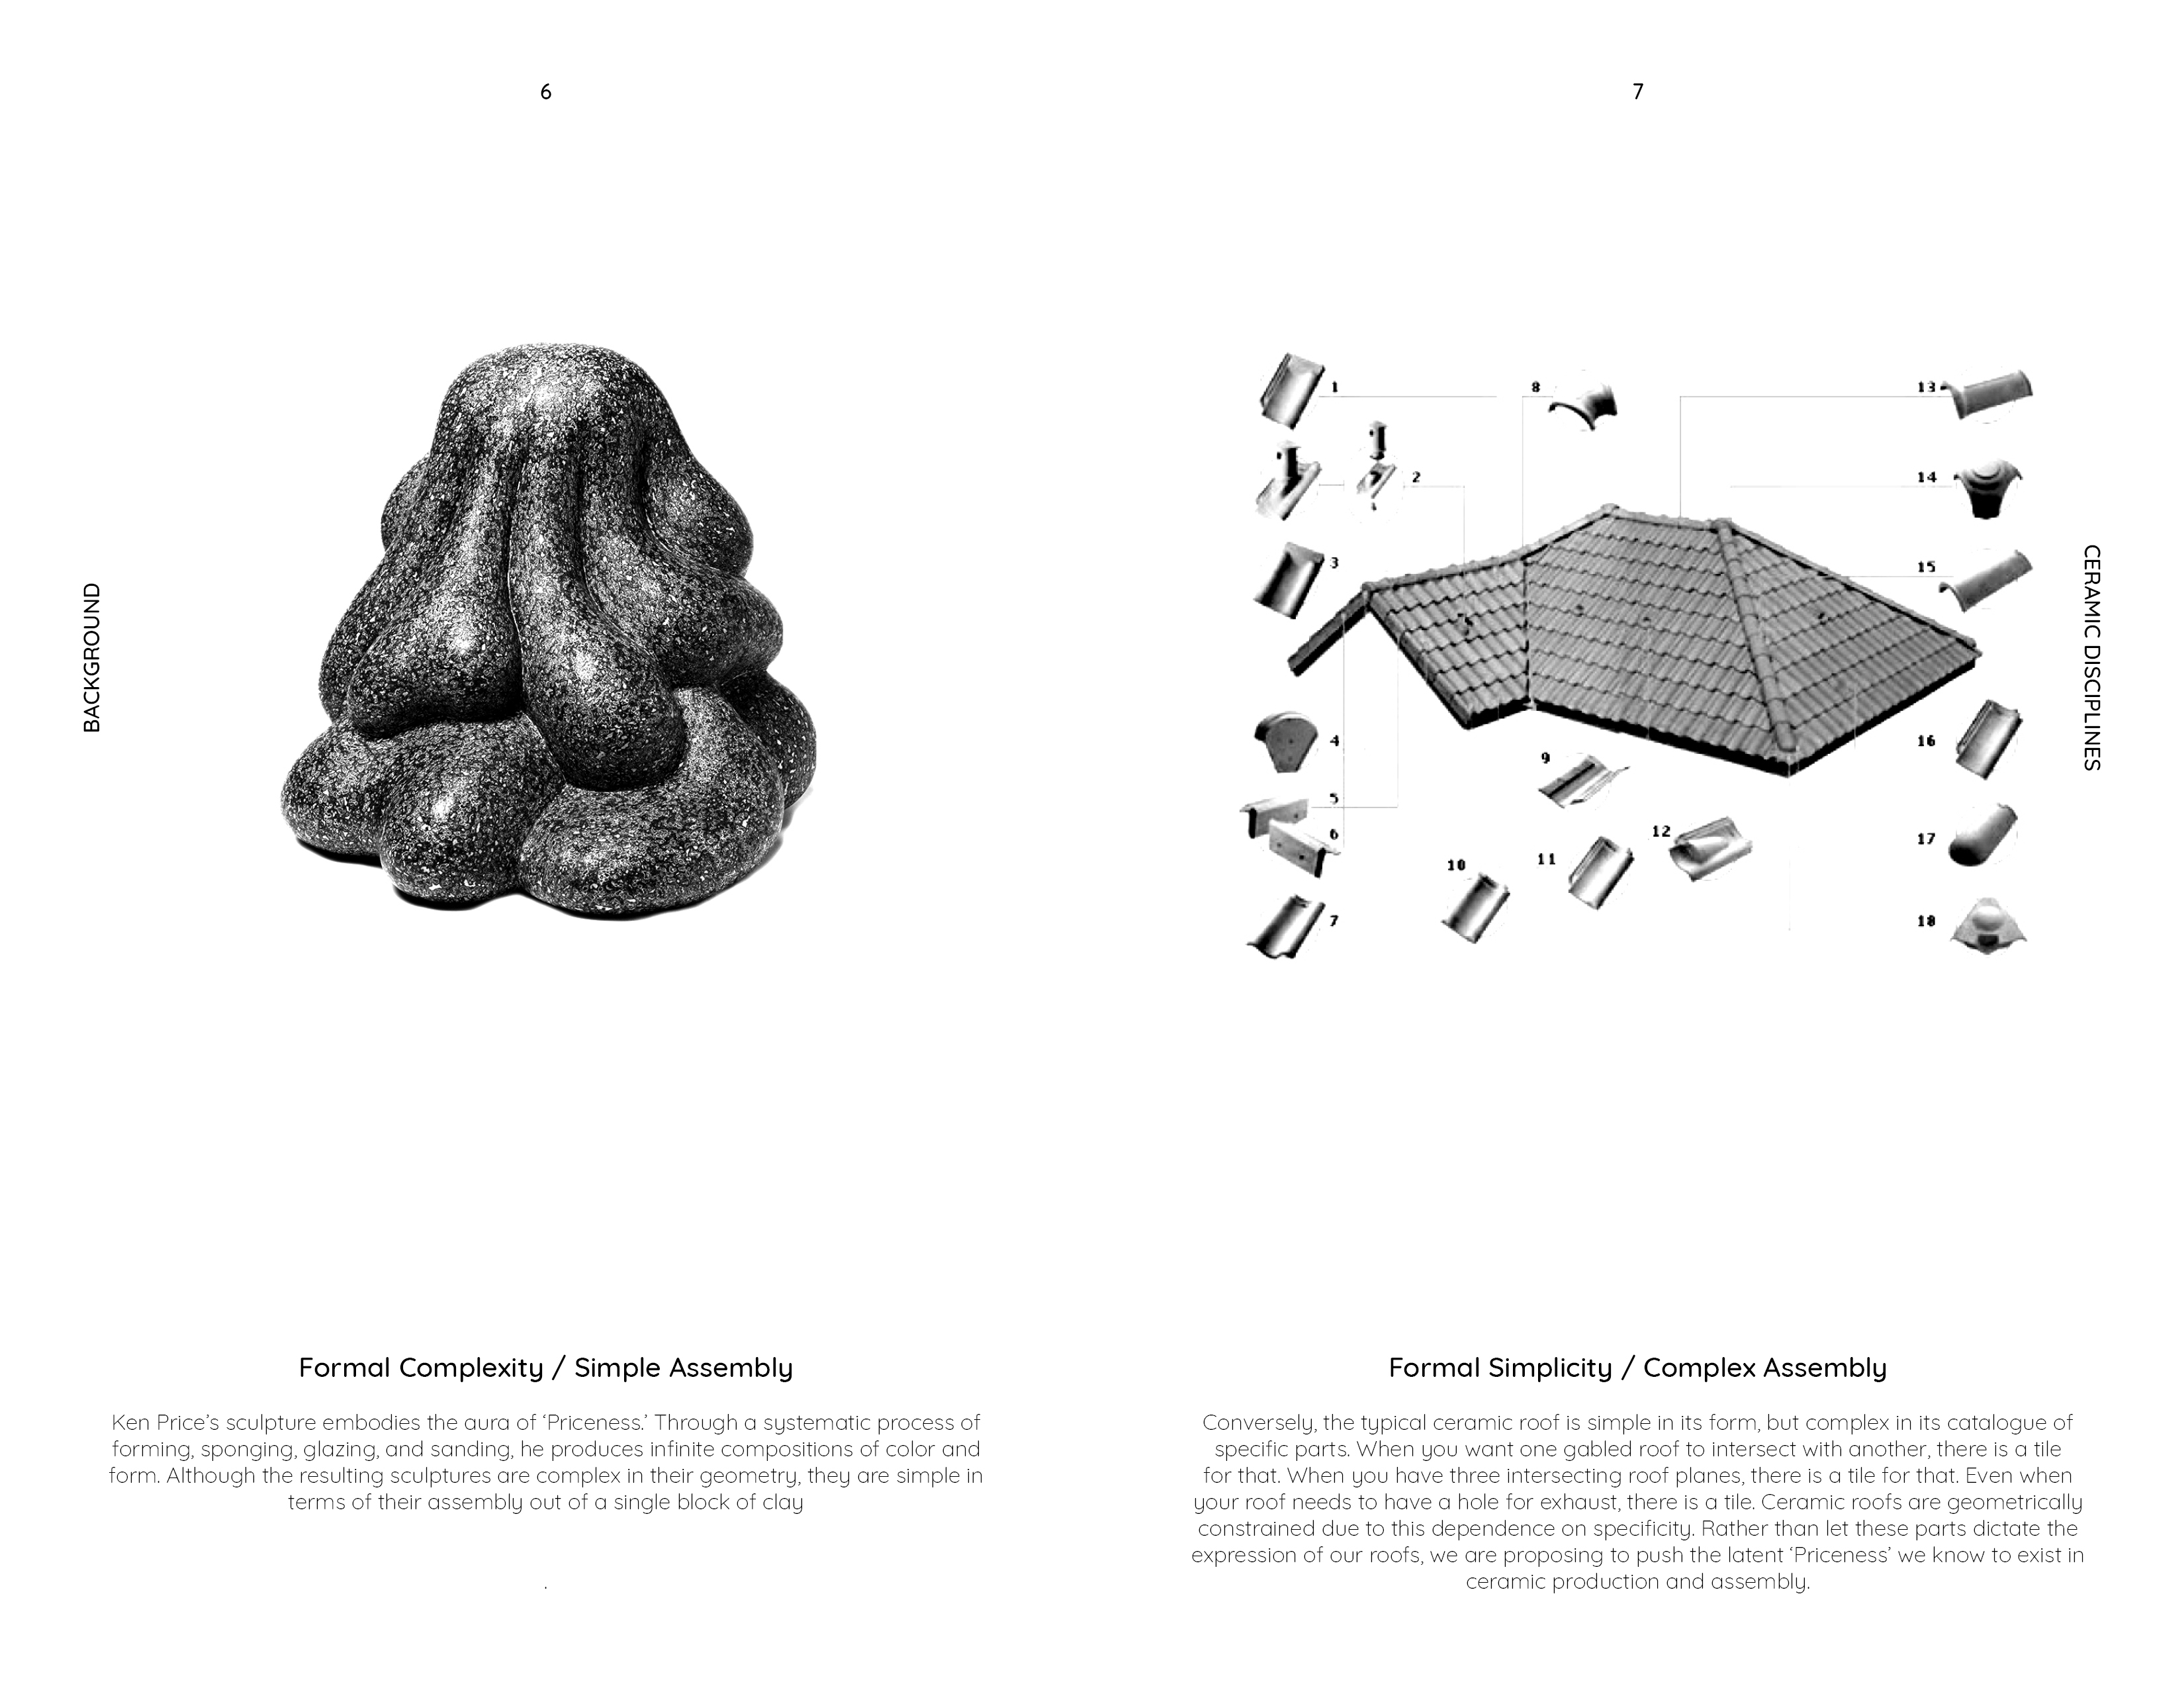 6
BACKGROUND
Formal Complexity / Simple Assembly
Ken Price’s sculpture embodies the aura of ‘Priceness.’ Through a systematic process of
forming, sponging, glazing, and sanding, he produces infinite compositions of color and
form. Although the resulting sculptures are complex in their geometry, they are simple in
terms of their assembly out of a single block of clay
.
7
1
8
13
2
14
3
15
4
9
16
5
6
12
17
10
11
7
18
CERAMIC DISCIPLINES
Formal Simplicity / Complex Assembly
Conversely, the typical ceramic roof is simple in its form, but complex in its catalogue of
specific parts. When you want one gabled roof to intersect with another, there is a tile
for that. When you have three intersecting roof planes, there is a tile for that. Even when
your roof needs to have a hole for exhaust, there is a tile. Ceramic roofs are geometrically
constrained due to this dependence on specificity. Rather than let these parts dictate the
expression of our roofs, we are proposing to push the latent ‘Priceness’ we know to exist in
ceramic production and assembly.